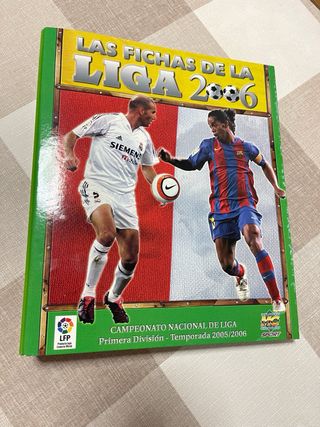 LAS FICHAS DE LA
LIGA 2006
SIEMENS
CAMPEONATO NACIONAL DE LIGA
Primera División - Temporada 2005/2006
LFP